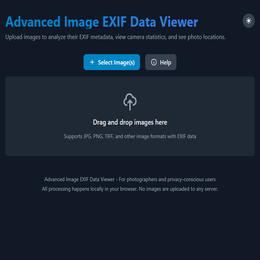 Advanced Image EXIF Data Viewer
Upload images to analyze their EXIF metadata, view camera statistics, and see photo locations.
Select Image(s)
Help
Drag and drop images here
Supports JPG, PNG, TIFF, and other image formats with EXIF data
Advanced Image EXIF Data Viewer - For photographers and privacy-conscious users
All processing happens locally in your browser. No images are uploaded to any server.